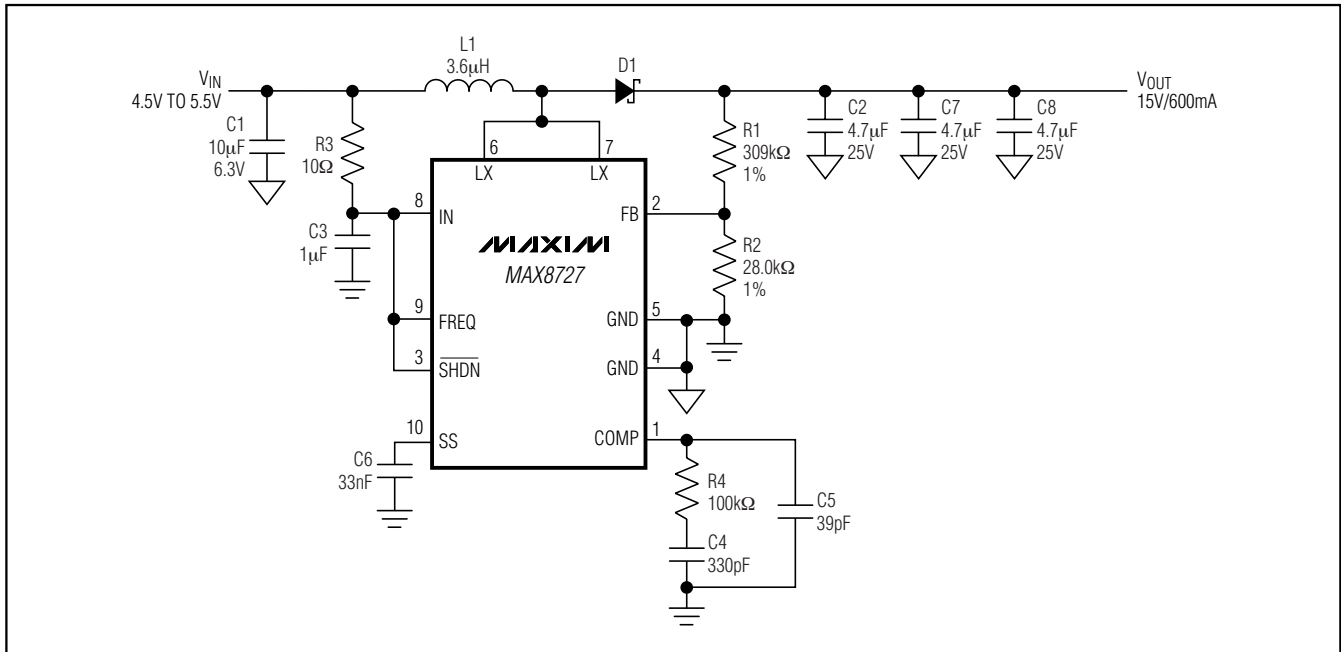 L1
3.6µH
D1
VIN
4.5V TO 5.5V
VOUT
15V/600mA
C1
10µF
6.3V
R3
10Ω
C2
4.7µF
25V
C7
4.7µF
25V
C8
4.7µF
25V
R1
309kΩ
1%
6
7
LX
LX
8
IN
2
FB
C3
1µF
MAXIM
MAX8727
R2
28.0kΩ
1%
9
FREQ
5
GND
3
SHDN
4
GND
10
SS
1
COMP
C6
33nF
R4
100kΩ
C5
39pF
C4
330pF